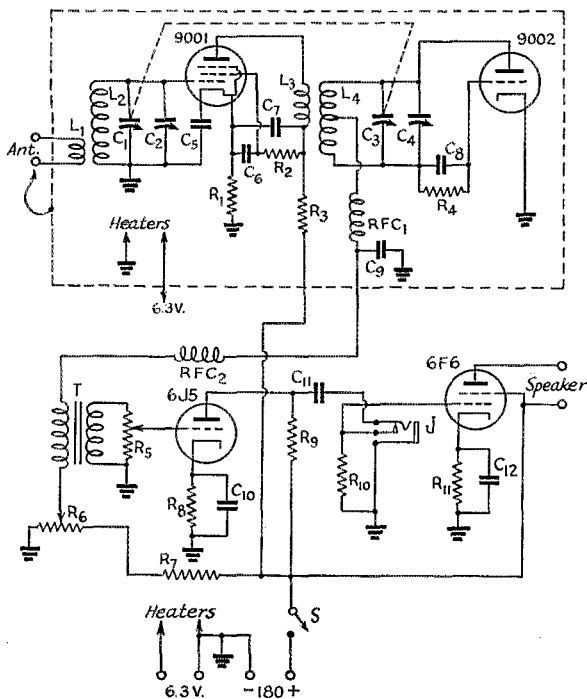 9001
9002
L1
L2
C1
C2
C5
C7
C6
R2
R1
L3
L4
C3
C4
C8
R4
R3
RFC1
C9
Ant.
Heaters
6.3V.
RFC2
T
6J5
C11
6F6
Speaker
R5
R9
J
R10
R8
C10
R11
C12
R6
R7
Heaters
S
6.3V.
-180+